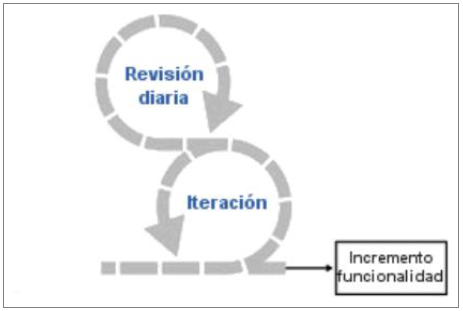 Revisión
diaria
Iteración
Incremento
funcionalidad